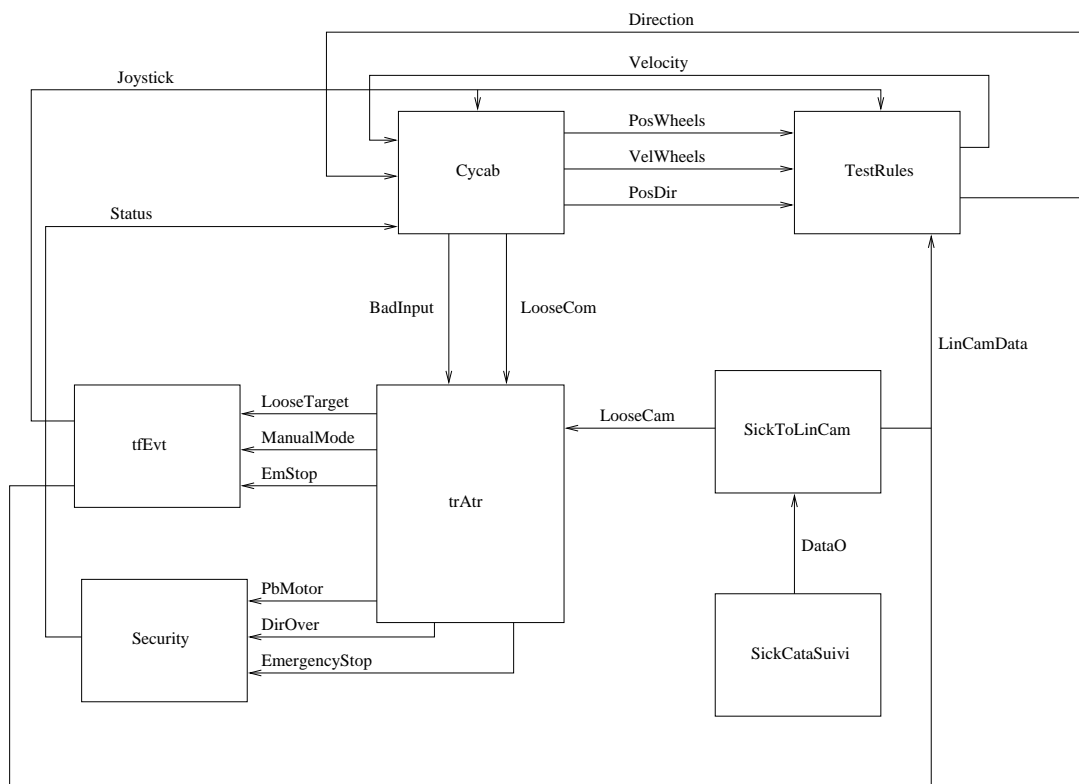 Direction
Velocity
Joystick
PosWheels
Cycab
VelWheels
TestRules
PosDir
Status
BadInput
LooseCom
LinCamData
LooseTarget
LooseCam
SickToLinCam
tfEvt
ManualMode
EmStop
trAtr
DataO
PbMotor
Security
DirOver
SickCataSuivi
EmergencyStop